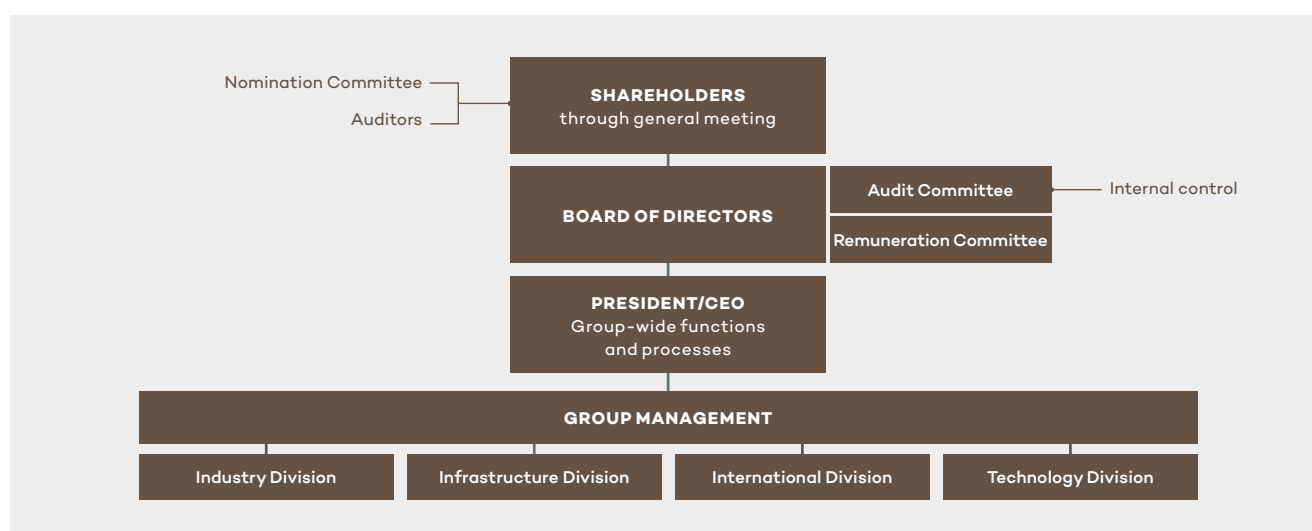 Nomination Committee
Auditors
SHAREHOLDERS
through general meeting
BOARD OF DIRECTORS
Audit Committee
Internal control
Remuneration Committee
PRESIDENT/CEO
Group-wide functions
and processes
GROUP MANAGEMENT
Industry Division
Infrastructure Division
International Division
Technology Division